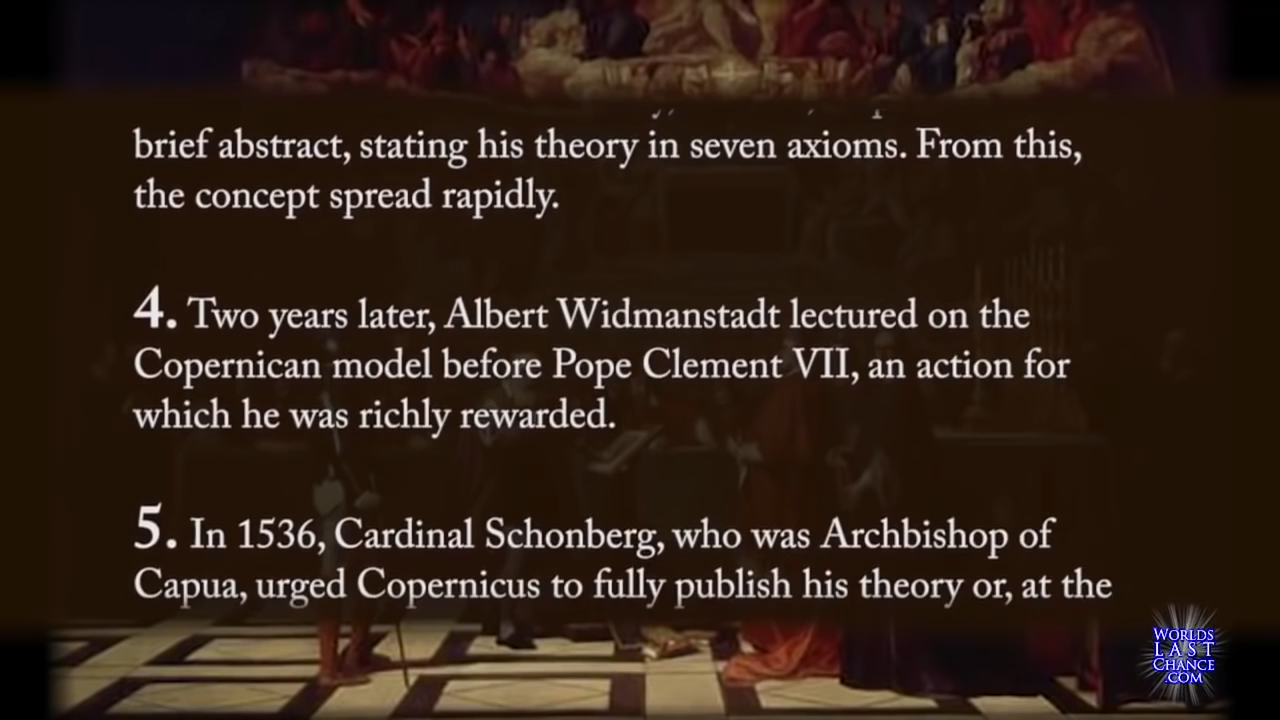 brief abstract, stating his theory in seven axioms. From this,
the concept spread rapidly.
4. Two years later, Albert Widmanstadt lectured on the
Copernican model before Pope Clement VII, an action for
which he was richly rewarded.
5. In 1536, Cardinal Schonberg, who was Archbishop of
Capua, urged Copernicus to fully publish his theory or, at the
WORLDS
LAST
CHANCE
.COM